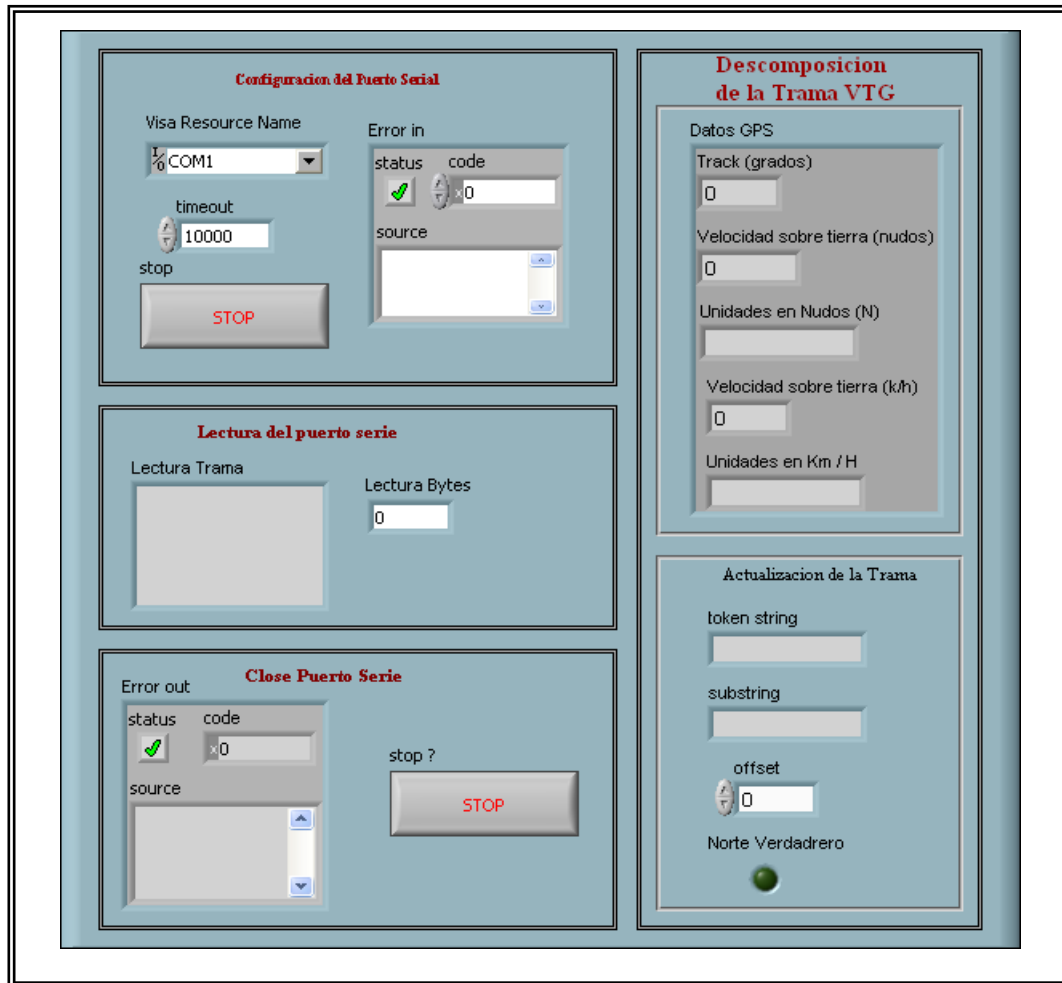 Configuracion del Puerto Serial
Visa Resource Name
I/O COM1
timeout
10000
stop
STOP
Error in
status code
x0
source
Lectura del puerto serie
Lectura Trama
Lectura Bytes
0
Close Puerto Serie
Error out
status code
x0
source
stop ?
STOP
Descomposicion
de la Trama VTG
Datos GPS
Track (grados)
0
Velocidad sobre tierra (nudos)
0
Unidades en Nudos (N)
Velocidad sobre tierra (k/h)
0
Unidades en Km / H
Actualizacion de la Trama
token string
substring
offset
0
Norte Verdadrero